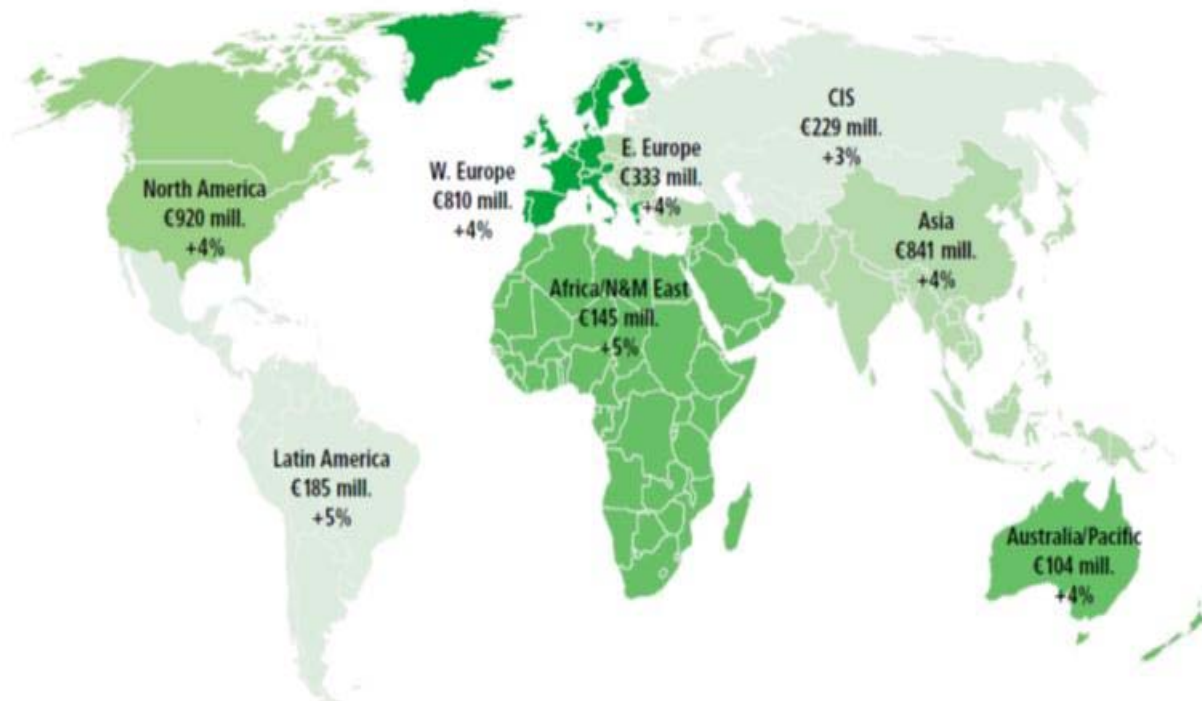 CIS
€229 mill.
+3%
E. Europe
€333 mill.
+4%
W. Europe
€810 mill.
+4%
North America
€920 mill.
+4%
Asia
€841 mill.
+4%
Africa/N&M East
€145 mill.
+5%
Latin America
€185 mill.
+5%
Australia/Pacific
€104 mill.
+4%